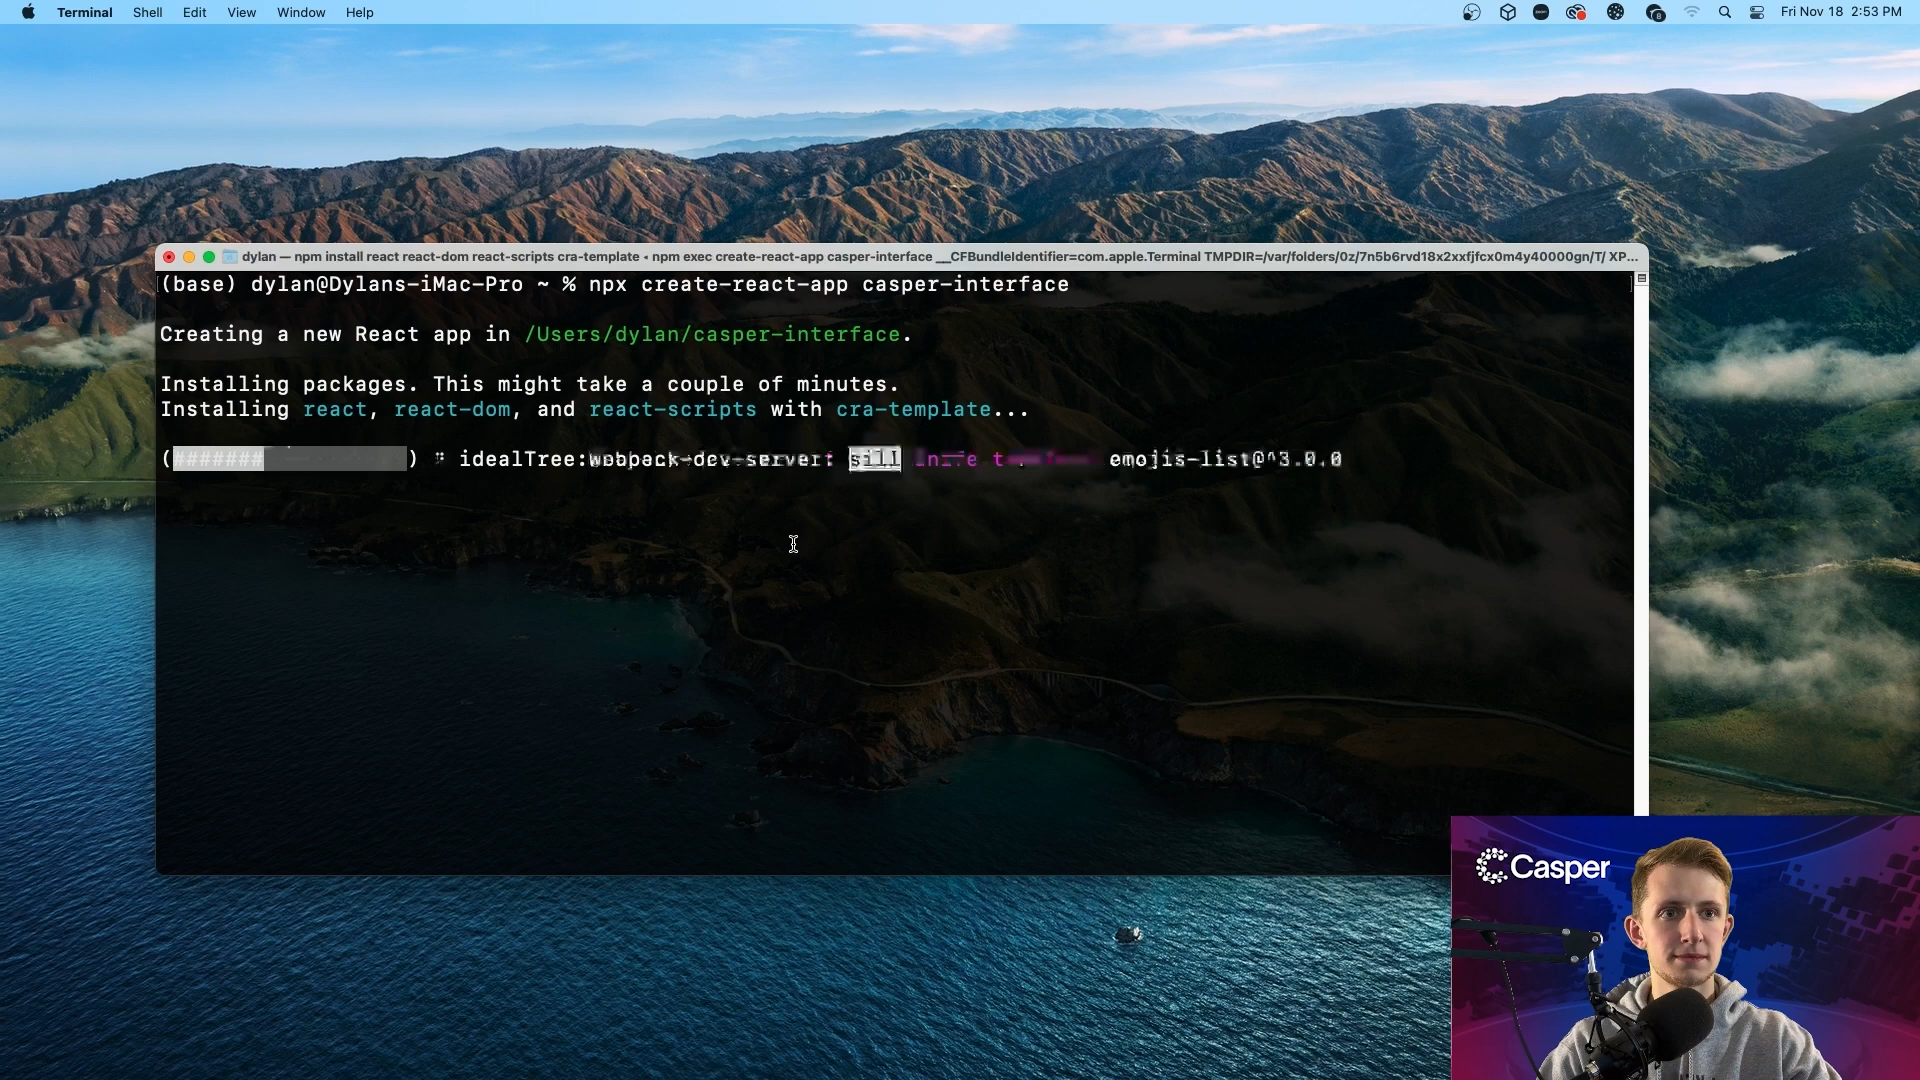 Terminal Shell Edit View Window Help Fri Nov 18 2:53 PM
dylan — npm install react react-dom react-scripts cra-template • npm exec create-react-app casper-interface __CFBundleIdentifier=com.apple.Terminal TMPDIR=/var/folders/0z/7n5b6rvd18x2xxfjfcx0m4y40000gn/T/ XP...
(base) dylan@Dylans-iMac-Pro ~ % npx create-react-app casper-interface
Creating a new React app in /Users/dylan/casper-interface.
Installing packages. This might take a couple of minutes.
Installing react, react-dom, and react-scripts with cra-template...
(#######) idealTree:webpack-dev-server: sill emojis-list@^3.0.0
Casper